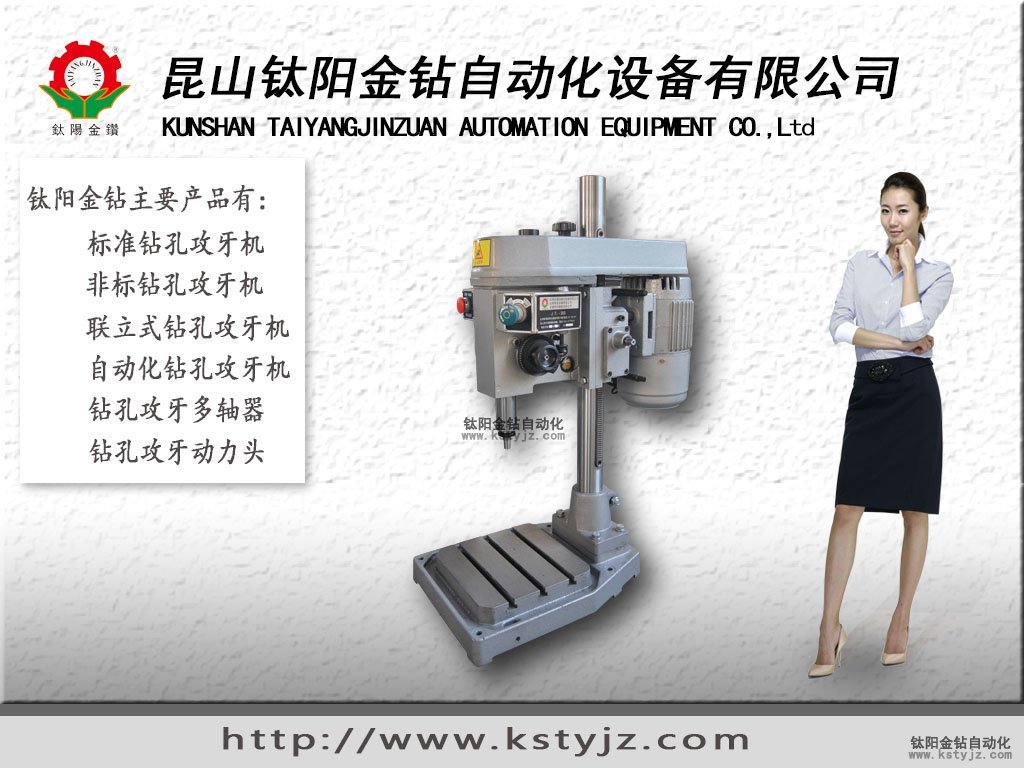 TAIYANGJINZUAN
®
鈦陽金鑽
昆山钛阳金钻自动化设备有限公司
KUNSHAN TAIYANGJINZUAN AUTOMATION EQUIPMENT CO.,Ltd
钛阳金钻主要产品有：
标准钻孔攻牙机
非标钻孔攻牙机
联立式钻孔攻牙机
自动化钻孔攻牙机
钻孔攻牙多轴器
钻孔攻牙动力头
钛阳金钻自动化
www.kstyjz.com
http://www.kstyjz.com
钛阳金钻自动化
www.kstyjz.com